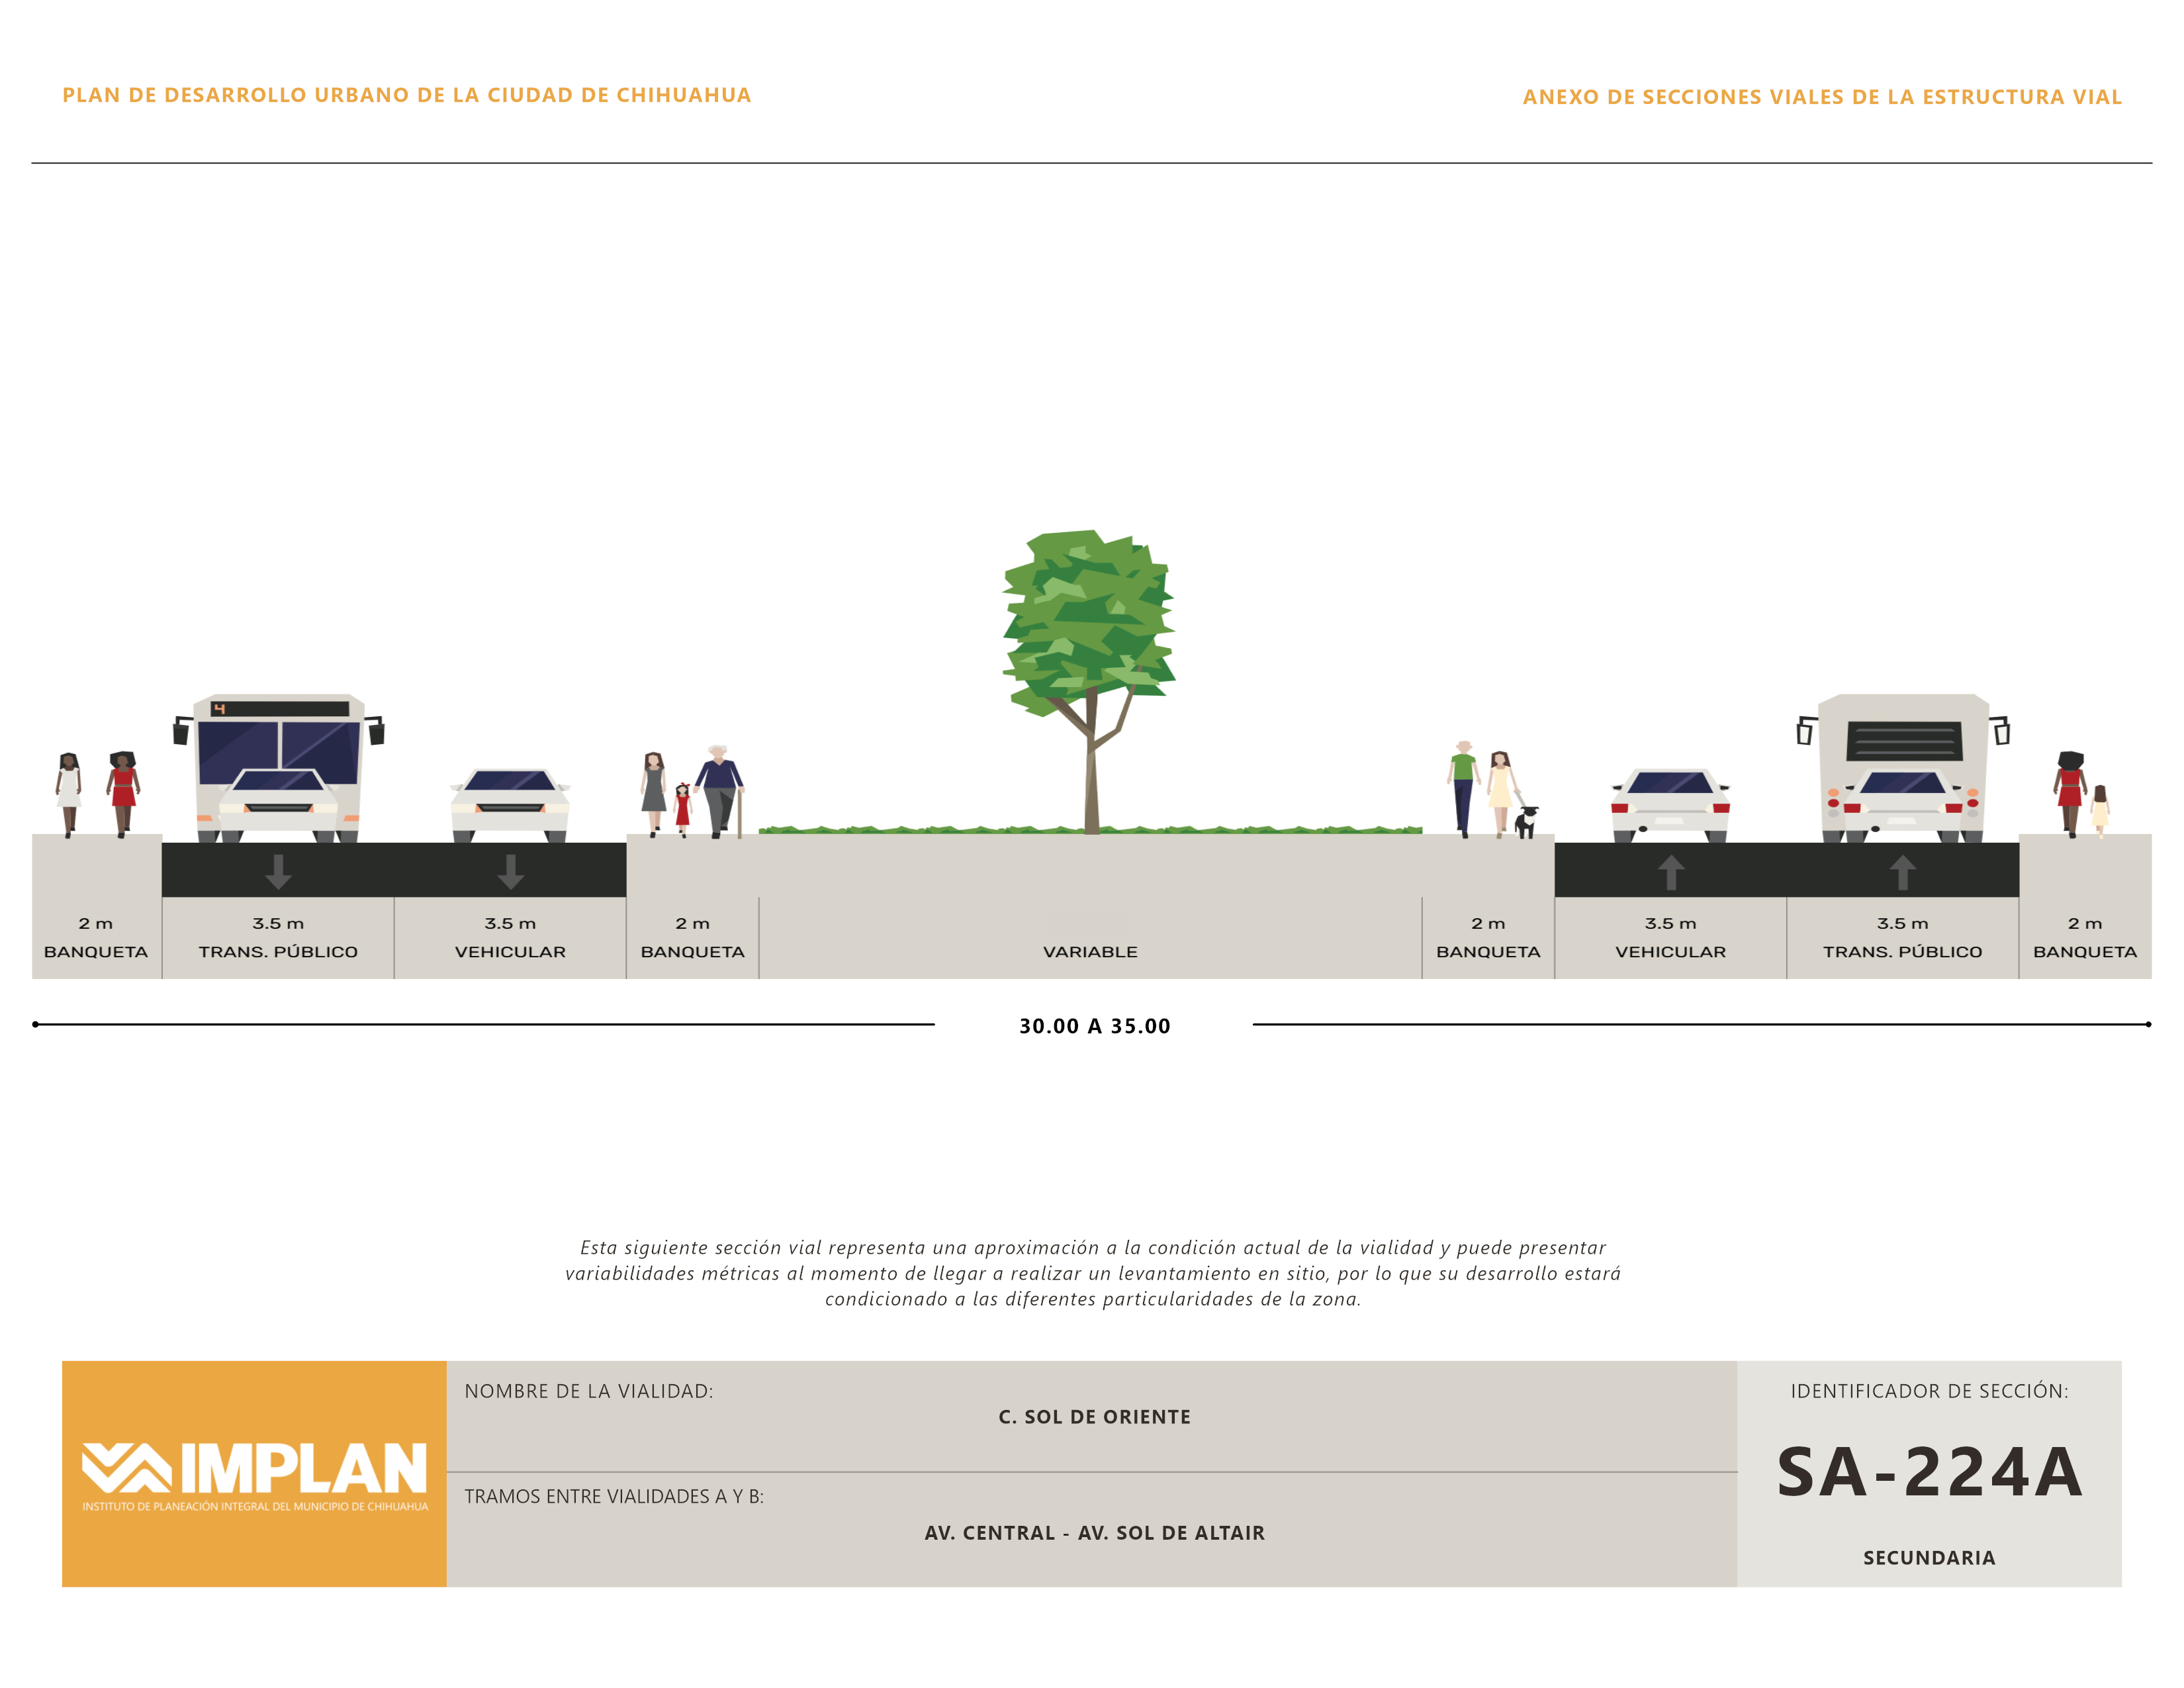 PLAN DE DESARROLLO URBANO DE LA CIUDAD DE CHIHUAHUA
ANEXO DE SECCIONES VIALES DE LA ESTRUCTURA VIAL
4
2 m
BANQUETA
3.5 m
TRANS. PÚBLICO
3.5 m
VEHICULAR
2 m
BANQUETA
VARIABLE
2 m
BANQUETA
3.5 m
VEHICULAR
3.5 m
TRANS. PÚBLICO
2 m
BANQUETA
30.00 A 35.00
Esta siguiente sección vial representa una aproximación a la condición actual de la vialidad y puede presentar
variabilidades métricas al momento de llegar a realizar un levantamiento en sitio, por lo que su desarrollo estará
condicionado a las diferentes particularidades de la zona.
IMPLAN
INSTITUTO DE PLANEACIÓN INTEGRAL DEL MUNICIPIO DE CHIHUAHUA
NOMBRE DE LA VIALIDAD:
C. SOL DE ORIENTE
TRAMOS ENTRE VIALIDADES A Y B:
AV. CENTRAL - AV. SOL DE ALTAIR
IDENTIFICADOR DE SECCIÓN:
SA-224A
SECUNDARIA